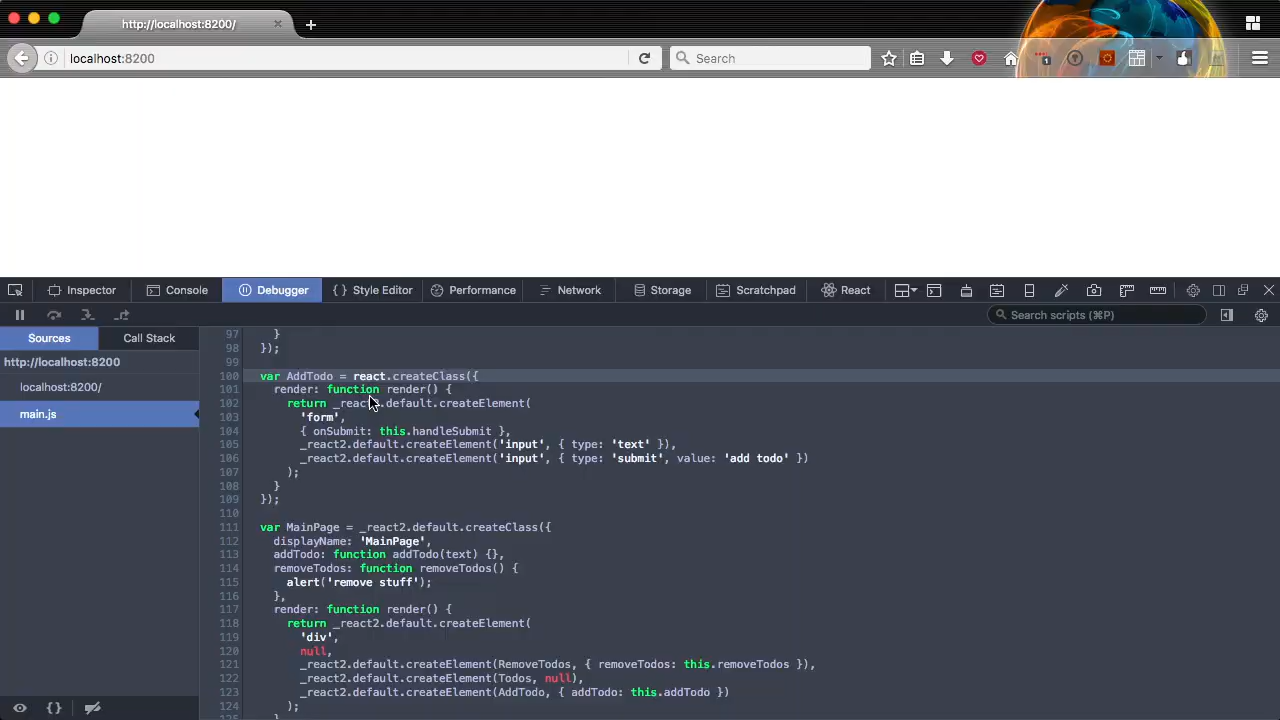 http://localhost:8200/
localhost:8200
Search
1
Inspector Console Debugger Style Editor Performance Network Storage Scratchpad React
Search scripts (⌘P)
Sources Call Stack
http://localhost:8200
localhost:8200/
main.js
97 }
98 });
99
100 var AddTodo = react.createClass({
101 render: function render() {
102 return _react2.default.createElement(
103 'form',
104 { onSubmit: this.handleSubmit },
105 _react2.default.createElement('input', { type: 'text' }),
106 _react2.default.createElement('input', { type: 'submit', value: 'add todo' })
107 );
108 }
109 });
110
111 var MainPage = _react2.default.createClass({
112 displayName: 'MainPage',
113 addTodo: function addTodo(text) {},
114 removeTodos: function removeTodos() {
115 alert('remove stuff');
116 },
117 render: function render() {
118 return _react2.default.createElement(
119 'div',
120 null,
121 _react2.default.createElement(RemoveTodos, { removeTodos: this.removeTodos }),
122 _react2.default.createElement(Todos, null),
123 _react2.default.createElement(AddTodo, { addTodo: this.addTodo })
124 );
125 }